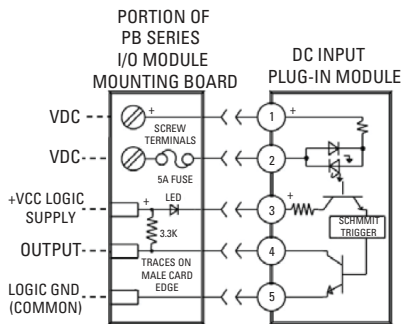 PORTION OF
PB SERIES
I/O MODULE
MOUNTING BOARD
DC INPUT
PLUG-IN MODULE
VDC
+
SCREW
TERMINALS
1
+
VDC
5A FUSE
2
+VCC LOGIC
SUPPLY
+
LED
3
+
3.3K
SCHMMIT
TRIGGER
OUTPUT
TRACES ON
MALE CARD
EDGE
4
LOGIC GND
(COMMON)
5